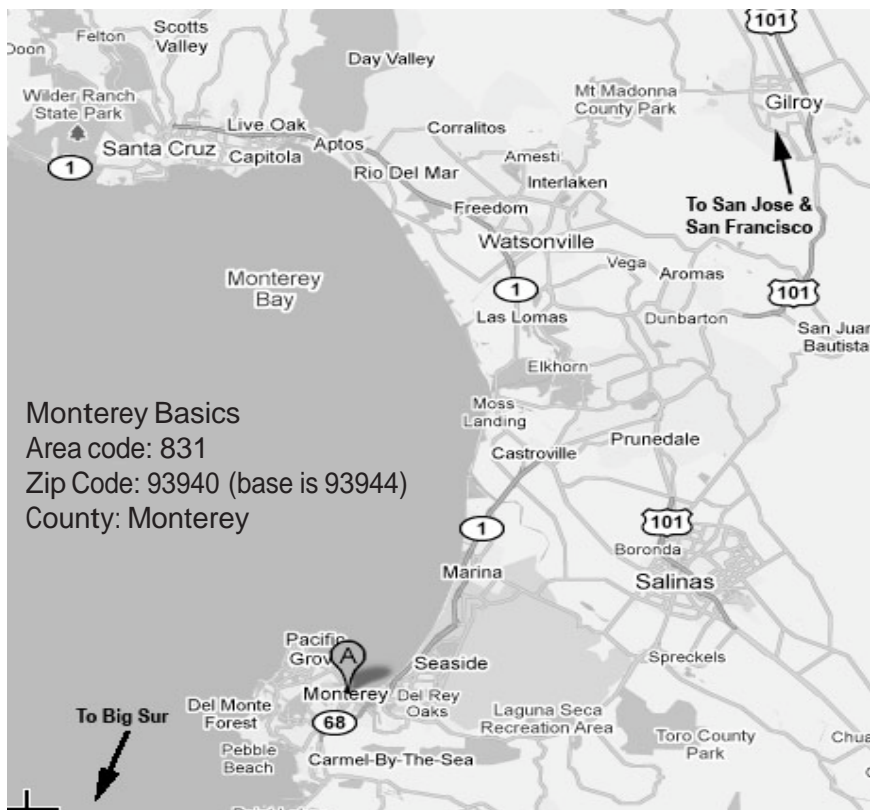 101
Scotts
Valley
Felton
Doon
Day Valley
Mt Madonna
County Park
Gilroy
Wilder Ranch
State Park
Live Oak
Corralitos
Santa Cruz
Capitola
Aptos
1
Rio Del Mar
Amesti
Interlaken
To San Jose &
San Francisco
Freedom
Watsonville
Monterey
Bay
Vega
Aromas
1
101
Las Lomas
Dunbarton
San Juan
Bautista
Elkhorn
Monterey Basics
Area code: 831
Zip Code: 93940 (base is 93944)
County: Monterey
Moss
Landing
Prunedale
Castroville
1
101
Boronda
Marina
Salinas
Pacific
Grov
A
Seaside
Spreckels
Monterey
Del Rey
Oaks
Del Monte
Forest
To Big Sur
68
Laguna Seca
Recreation Area
Toro County
Park
Chua
Pebble
Beach
Carmel-By-The-Sea